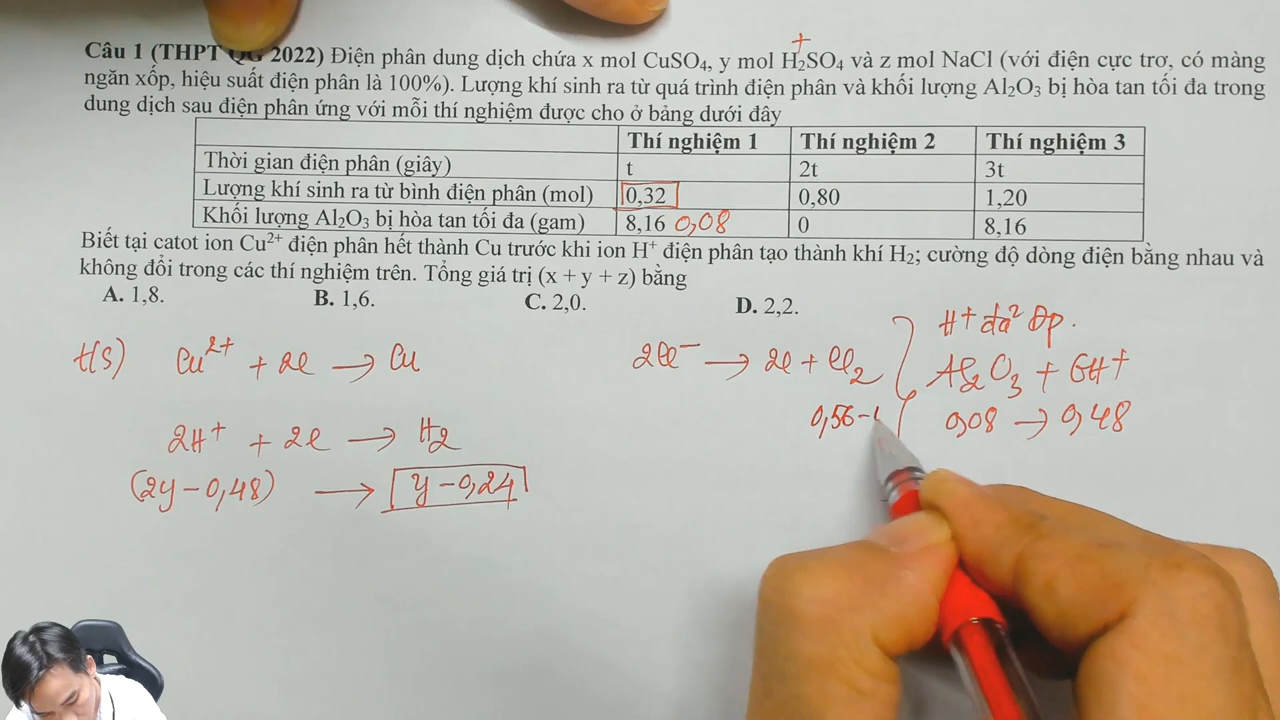 Câu 1 (THPT QG 2022) Điện phân dung dịch chứa x mol CuSO₄, y mol H₂SO₄ và z mol NaCl (với điện cực trơ, có màng
+
ngăn xốp, hiệu suất điện phân là 100%). Lượng khí sinh ra từ quá trình điện phân và khối lượng Al₂O₃ bị hòa tan tối đa trong
dung dịch sau điện phân ứng với mỗi thí nghiệm được cho ở bảng dưới đây
Thí nghiệm 1 Thí nghiệm 2 Thí nghiệm 3
Thời gian điện phân (giây) t 2t 3t
Lượng khí sinh ra từ bình điện phân (mol) 0,32 0,80 1,20
Khối lượng Al₂O₃ bị hòa tan tối đa (gam) 8,16 0,08 0 8,16
Biết tại catot ion Cu²⁺ điện phân hết thành Cu trước khi ion H⁺ điện phân tạo thành khí H₂; cường độ dòng điện bằng nhau và
không đổi trong các thí nghiệm trên. Tổng giá trị (x + y + z) bằng
A. 1,8. B. 1,6. C. 2,0. D. 2,2.
t(s) Cu²⁺ + 2e → Cu 2Cl⁻ → 2e + Cl₂ H⁺ da² Đp.
Al₂O₃ + 6H⁺
2H⁺ + 2e → H₂ 0,56- 0,08 → 0,48
(2y-0,48) → y-0,24